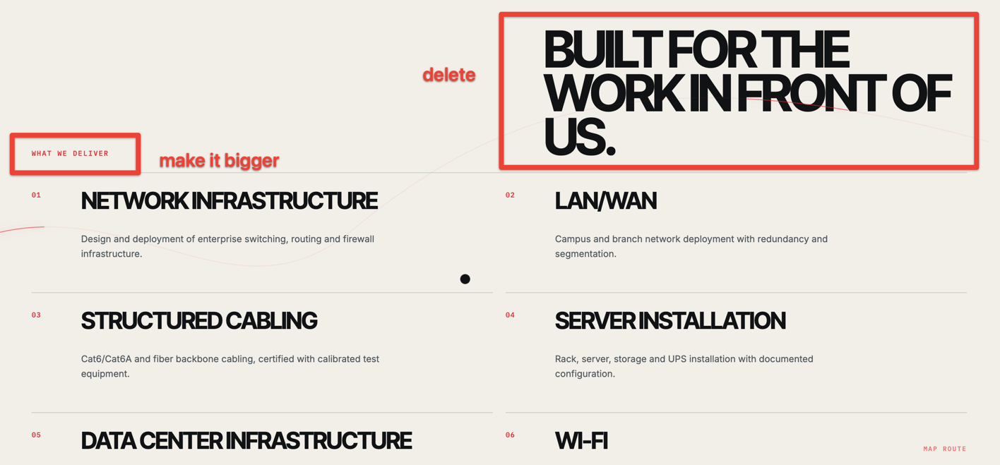 BUILT FOR THE
WORK IN FRONT OF
US.
delete
WHAT WE DELIVER
make it bigger
01
NETWORK INFRASTRUCTURE
Design and deployment of enterprise switching, routing and firewall
infrastructure.
02
LAN/WAN
Campus and branch network deployment with redundancy and
segmentation.
03
STRUCTURED CABLING
Cat6/Cat6A and fiber backbone cabling, certified with calibrated test
equipment.
04
SERVER INSTALLATION
Rack, server, storage and UPS installation with documented
configuration.
05
DATA CENTER INFRASTRUCTURE
06
WI-FI
MAP ROUTE